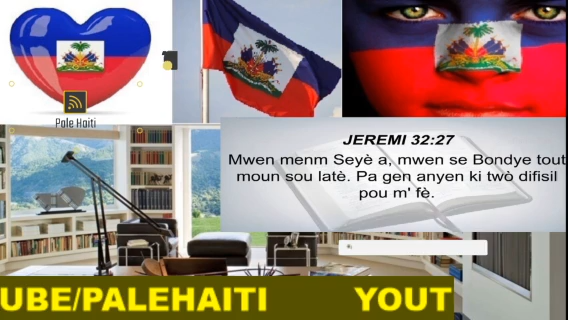 Pale Haiti
JEREMI 32:27
Mwen menm Seyè a, mwen se Bondye tout
moun sou latè. Pa gen anyen ki twò difisil
pou m' fè.
UBE/PALEHAITI YOUT